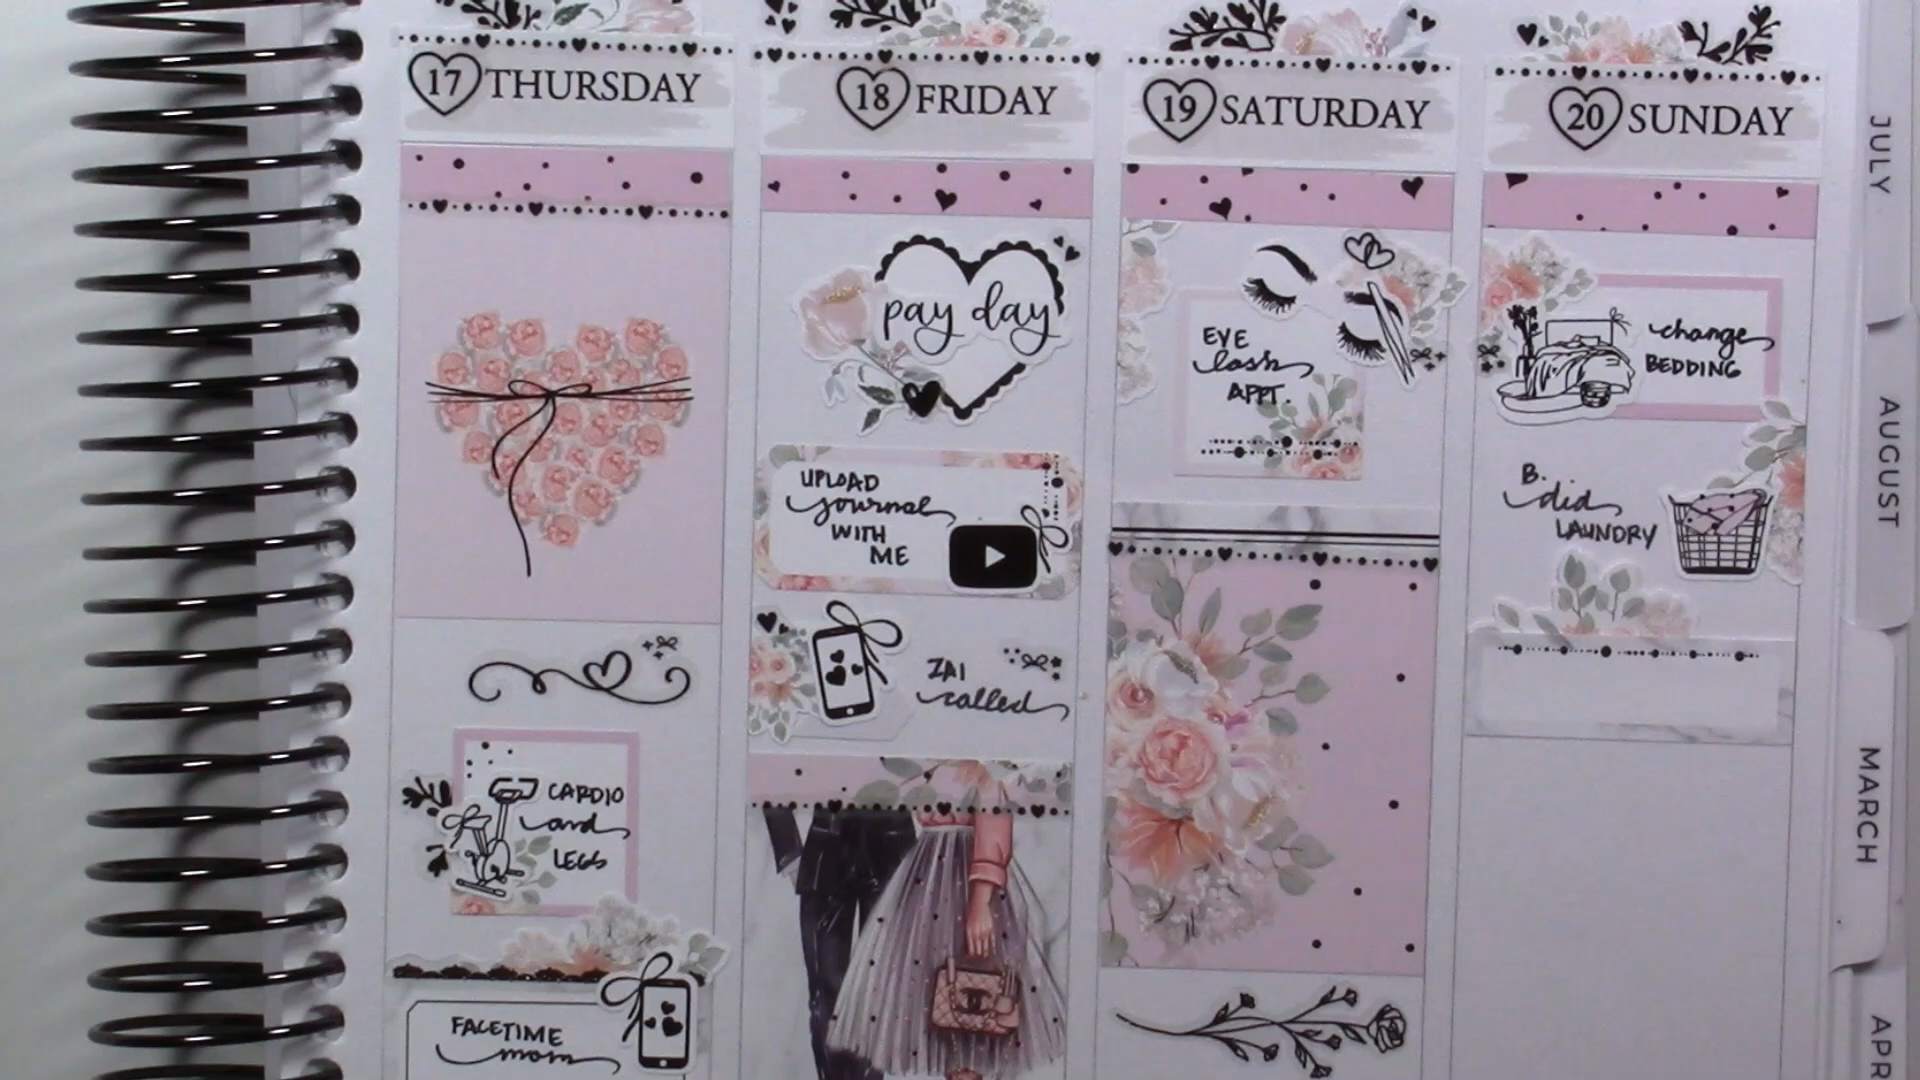 17 THURSDAY
CARDIO
and
LEGS
FACETIME
mom
18 FRIDAY
pay day
UPLOAD
journal
WITH
ME
ZAI
called
19 SATURDAY
EYE
lash
APPT.
20 SUNDAY
change
BEDDING
B.
did
LAUNDRY
JULY
AUGUST
MARCH
APR